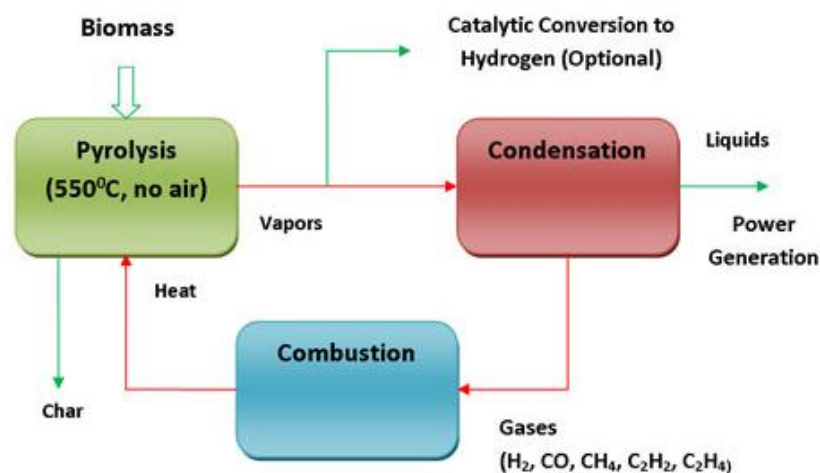 Biomass
Catalytic Conversion to
Hydrogen (Optional)
Pyrolysis
(550⁰C, no air)
Condensation
Liquids
Vapors
Power
Generation
Heat
Combustion
Char
Gases
(H₂, CO, CH₄, C₂H₂, C₂H₄)